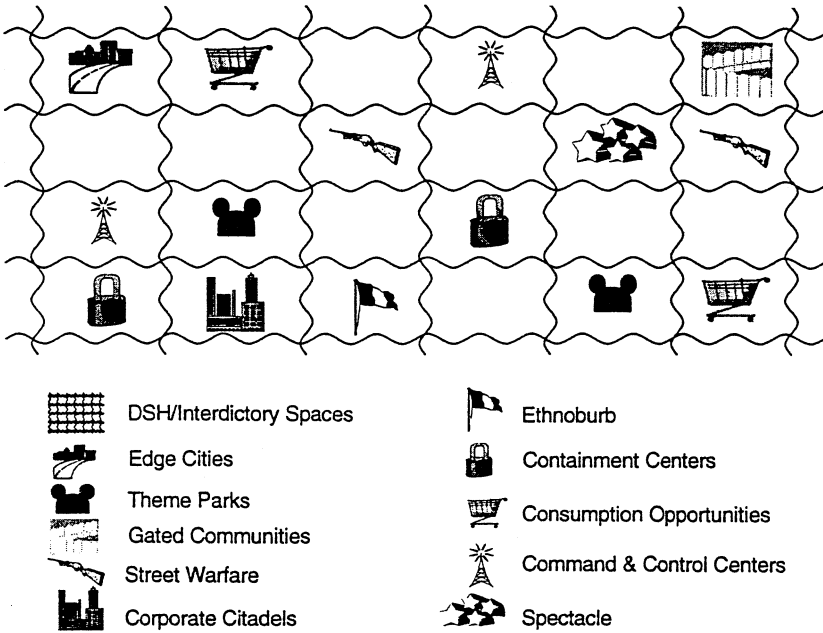 DSH/Interdictory Spaces
Edge Cities
Theme Parks
Gated Communities
Street Warfare
Corporate Citadels
Ethnoburb
Containment Centers
Consumption Opportunities
Command & Control Centers
Spectacle